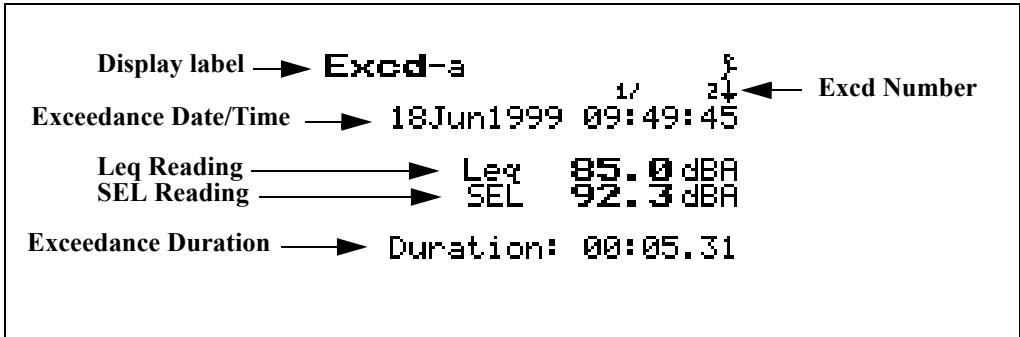 Display label Excd-a
1/ 2 Excd Number
Exceedance Date/Time 18Jun1999 09:49:45
Leq Reading Leq 85.0 dBA
SEL Reading SEL 92.3 dBA
Exceedance Duration Duration: 00:05.31